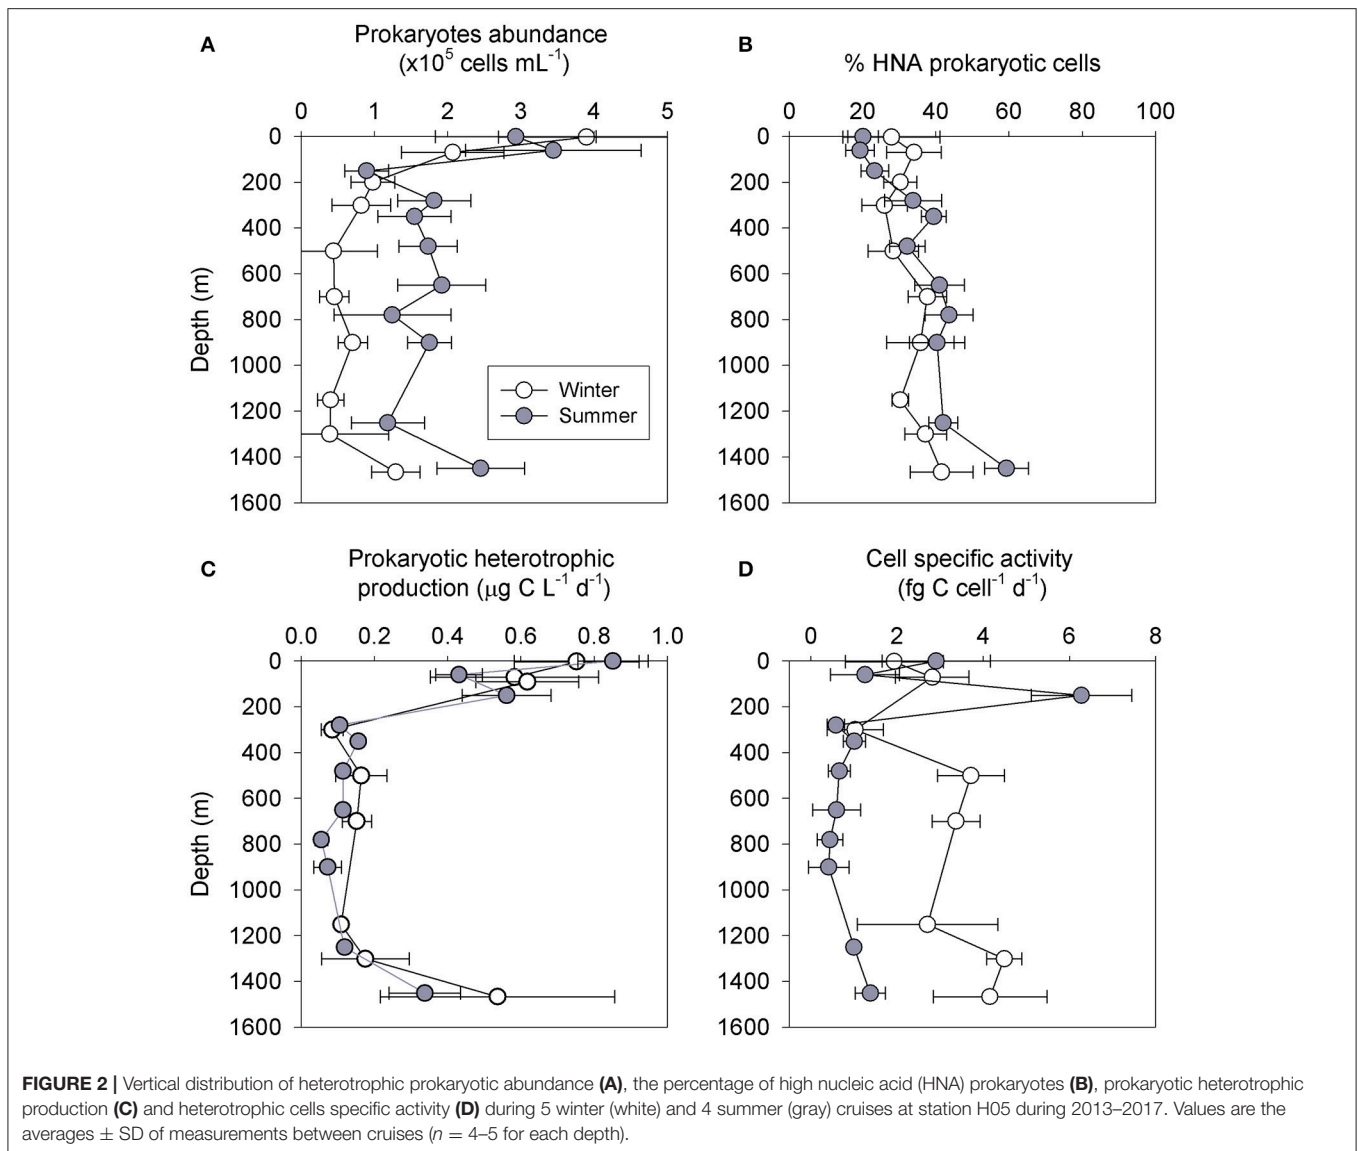 A
Prokaryotes abundance
(x10⁵ cells mL⁻¹)
0 1 2 3 4 5
0
200
400
600
800
1000
1200
1400
1600
Depth (m)
Winter
Summer
B
% HNA prokaryotic cells
0 20 40 60 80 100
0
200
400
600
800
1000
1200
1400
1600
C
Prokaryotic heterotrophic
production (μg C L⁻¹ d⁻¹)
0.0 0.2 0.4 0.6 0.8 1.0
0
200
400
600
800
1000
1200
1400
1600
Depth (m)
D
Cell specific activity
(fg C cell⁻¹ d⁻¹)
0 2 4 6 8
0
200
400
600
800
1000
1200
1400
1600
FIGURE 2 | Vertical distribution of heterotrophic prokaryotic abundance (A), the percentage of high nucleic acid (HNA) prokaryotes (B), prokaryotic heterotrophic
production (C) and heterotrophic cells specific activity (D) during 5 winter (white) and 4 summer (gray) cruises at station H05 during 2013–2017. Values are the
averages ± SD of measurements between cruises (n = 4–5 for each depth).